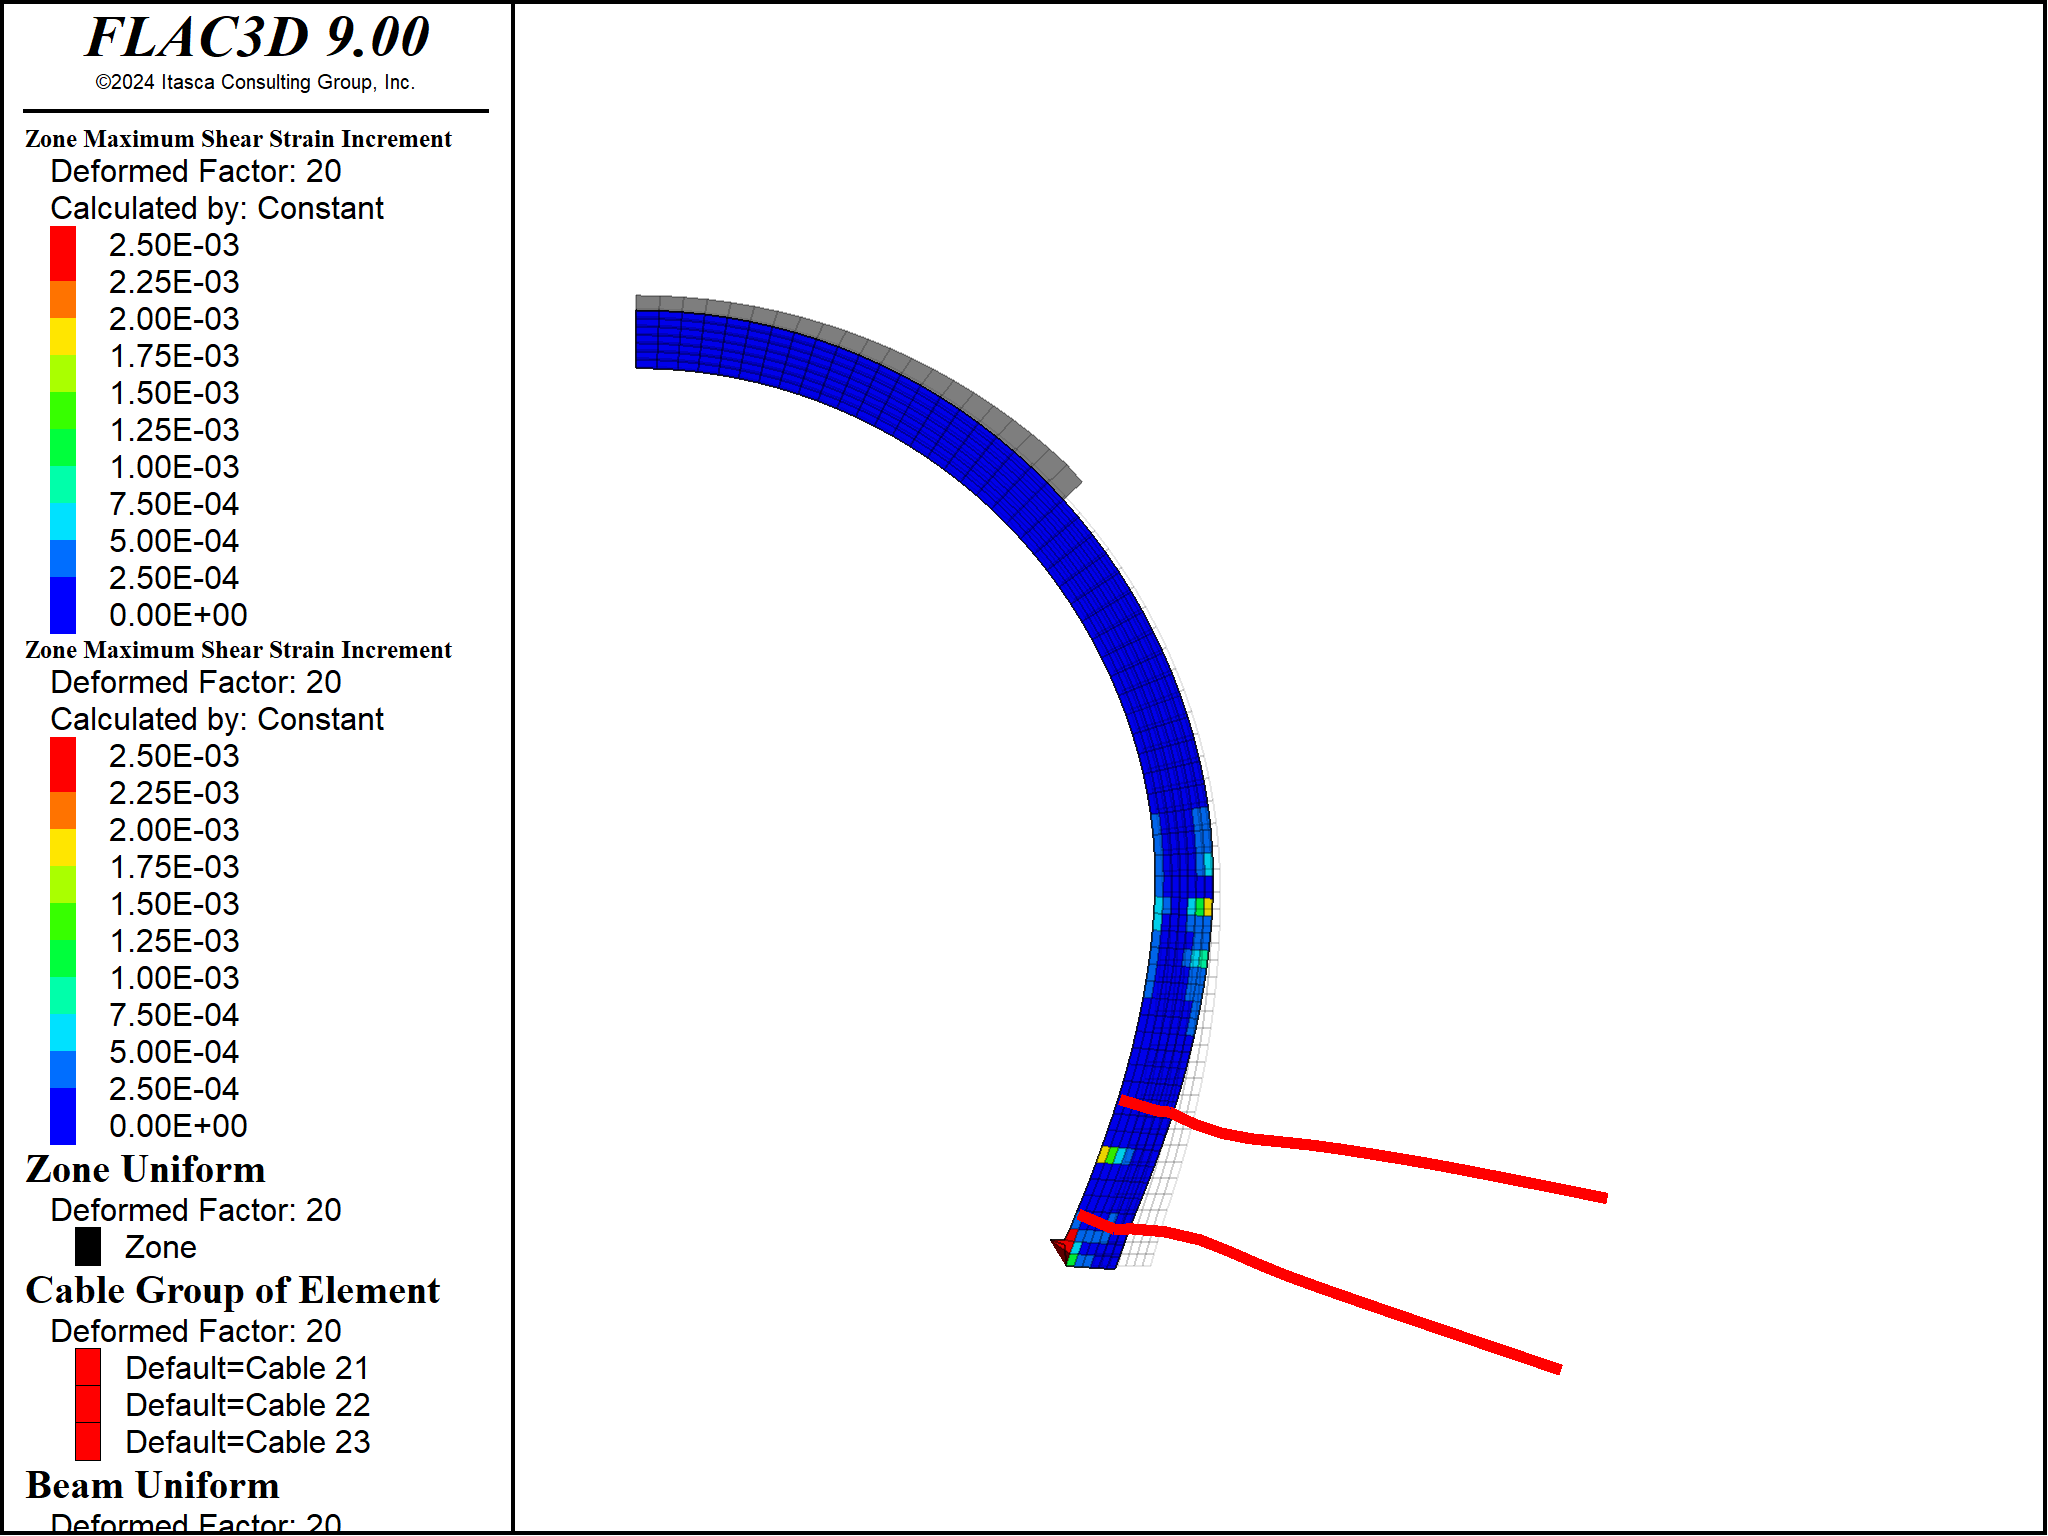 FLAC3D 9.00
©2024 Itasca Consulting Group, Inc.
Zone Maximum Shear Strain Increment
Deformed Factor: 20
Calculated by: Constant
2.50E-03
2.25E-03
2.00E-03
1.75E-03
1.50E-03
1.25E-03
1.00E-03
7.50E-04
5.00E-04
2.50E-04
0.00E+00
Zone Maximum Shear Strain Increment
Deformed Factor: 20
Calculated by: Constant
2.50E-03
2.25E-03
2.00E-03
1.75E-03
1.50E-03
1.25E-03
1.00E-03
7.50E-04
5.00E-04
2.50E-04
0.00E+00
Zone Uniform
Deformed Factor: 20
Zone
Cable Group of Element
Deformed Factor: 20
Default=Cable 21
Default=Cable 22
Default=Cable 23
Beam Uniform
Deformed Factor: 20